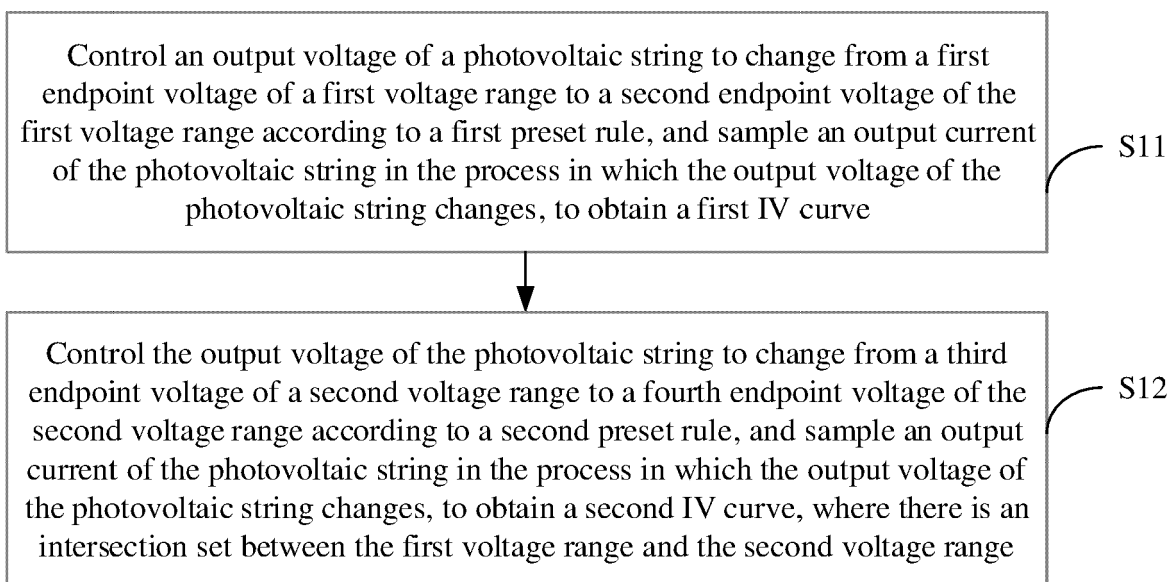 Control an output voltage of a photovoltaic string to change from a first
endpoint voltage of a first voltage range to a second endpoint voltage of the
first voltage range according to a first preset rule, and sample an output current
of the photovoltaic string in the process in which the output voltage of the
photovoltaic string changes, to obtain a first IV curve
S11
Control the output voltage of the photovoltaic string to change from a third
endpoint voltage of a second voltage range to a fourth endpoint voltage of the
second voltage range according to a second preset rule, and sample an output
current of the photovoltaic string in the process in which the output voltage of
the photovoltaic string changes, to obtain a second IV curve, where there is an
intersection set between the first voltage range and the second voltage range
S12